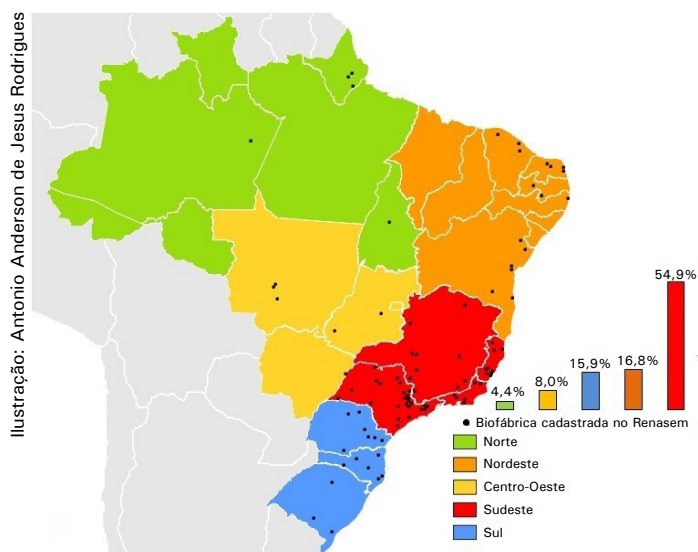 Ilustração: Antonio Anderson de Jesus Rodrigues
54,9%
4,4%
8,0%
15,9%
16,8%
Biofábrica cadastrada no Renasem
Norte
Nordeste
Centro-Oeste
Sudeste
Sul